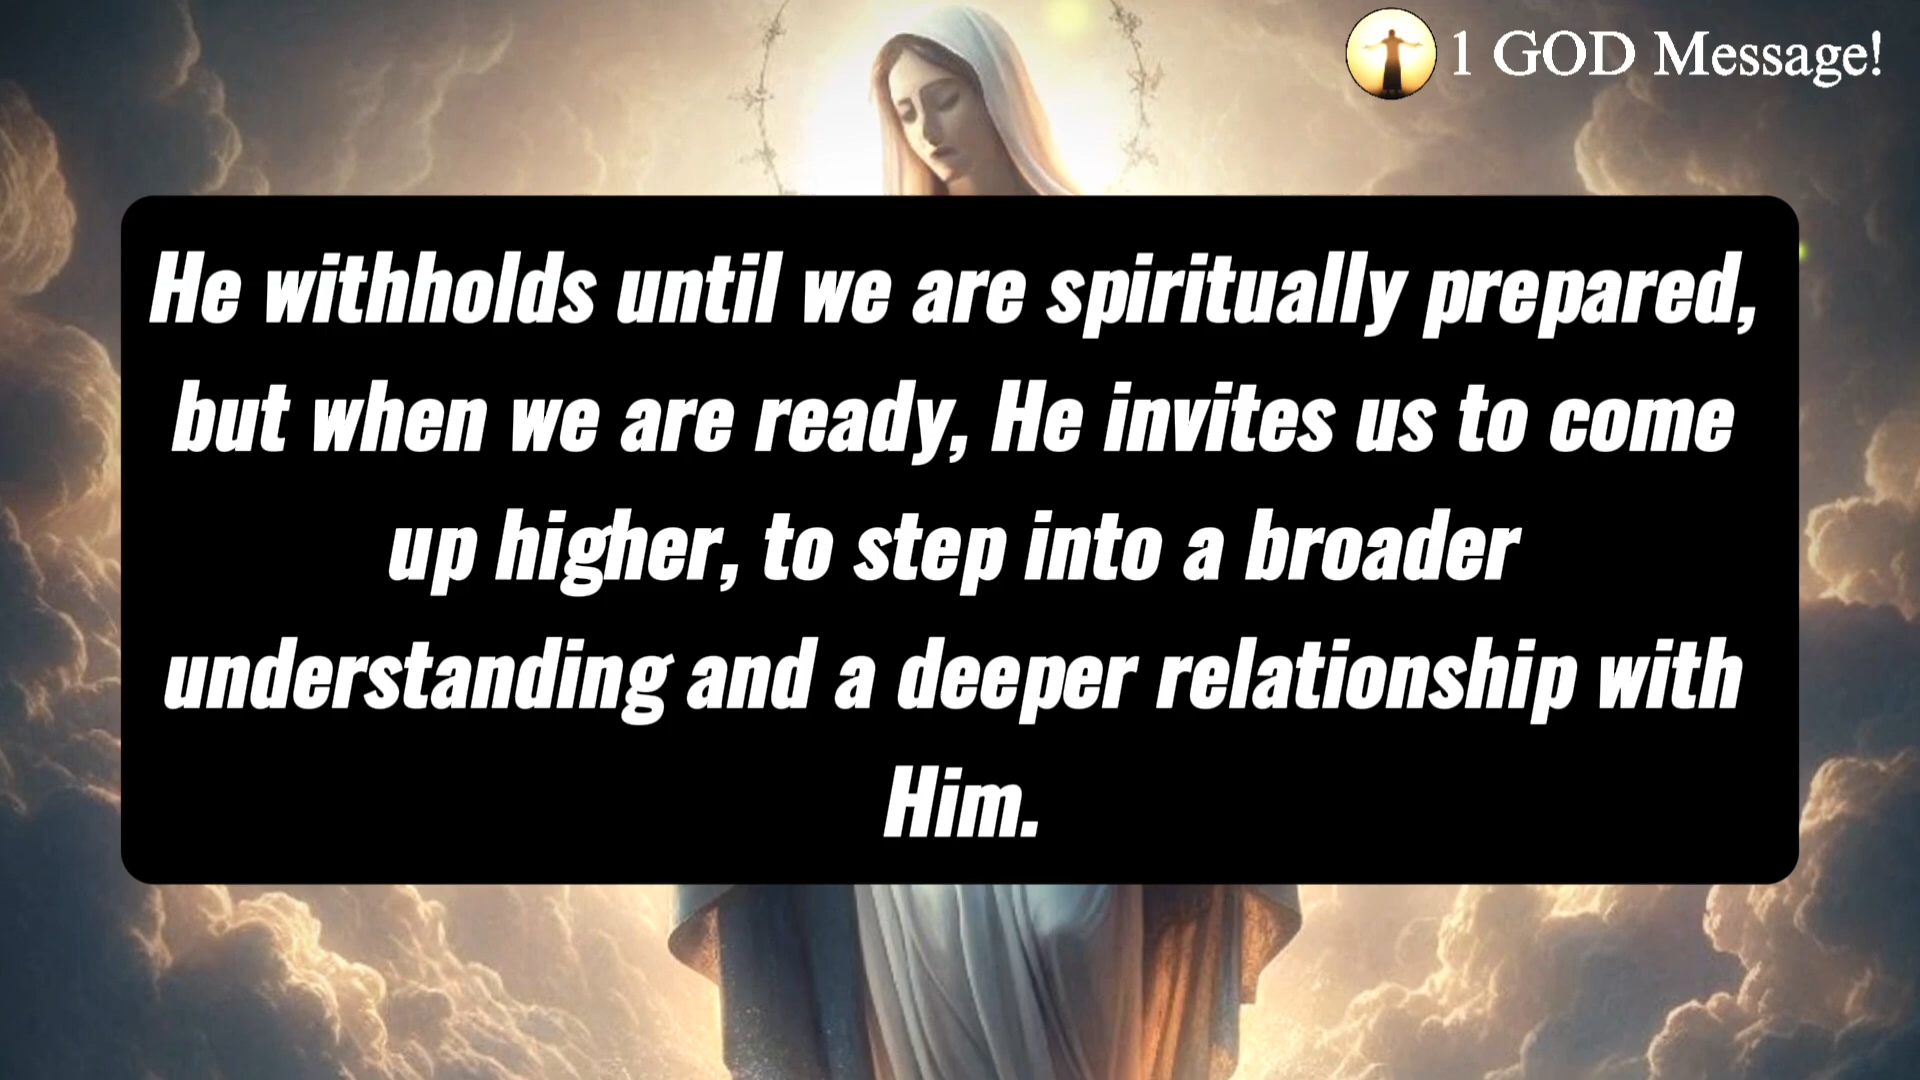 1 GOD Message!
He withholds until we are spiritually prepared,
but when we are ready, He invites us to come
up higher, to step into a broader
understanding and a deeper relationship with
Him.